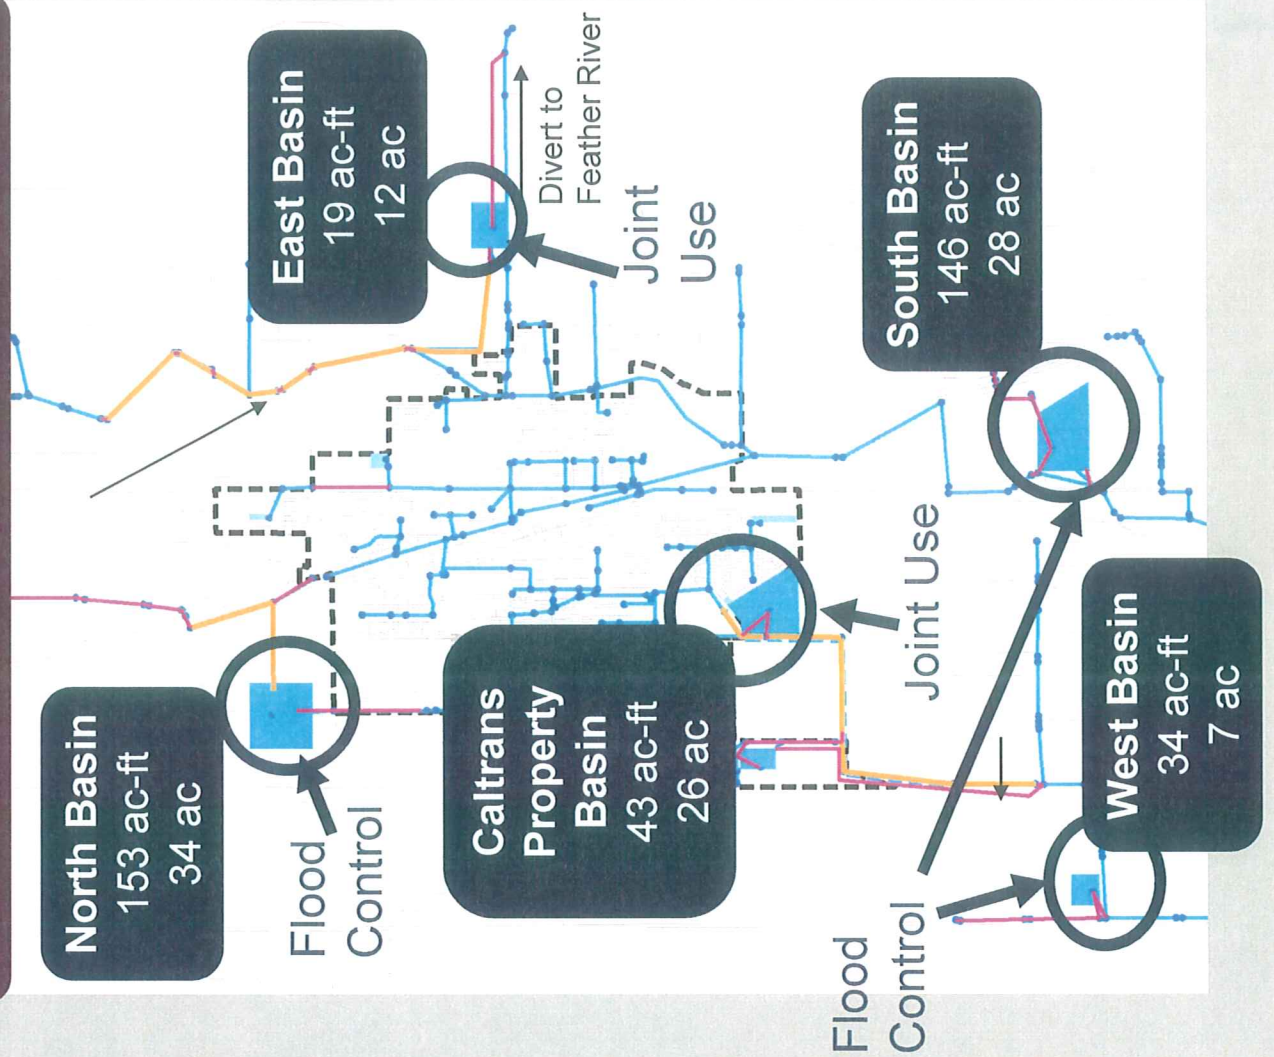 North Basin
153 ac-ft
34 ac
Flood
Control
East Basin
19 ac-ft
12 ac
Divert to
Feather River
Joint
Use
Caltrans
Property
Basin
43 ac-ft
26 ac
Joint Use
South Basin
146 ac-ft
28 ac
Flood
Control
West Basin
34 ac-ft
7 ac